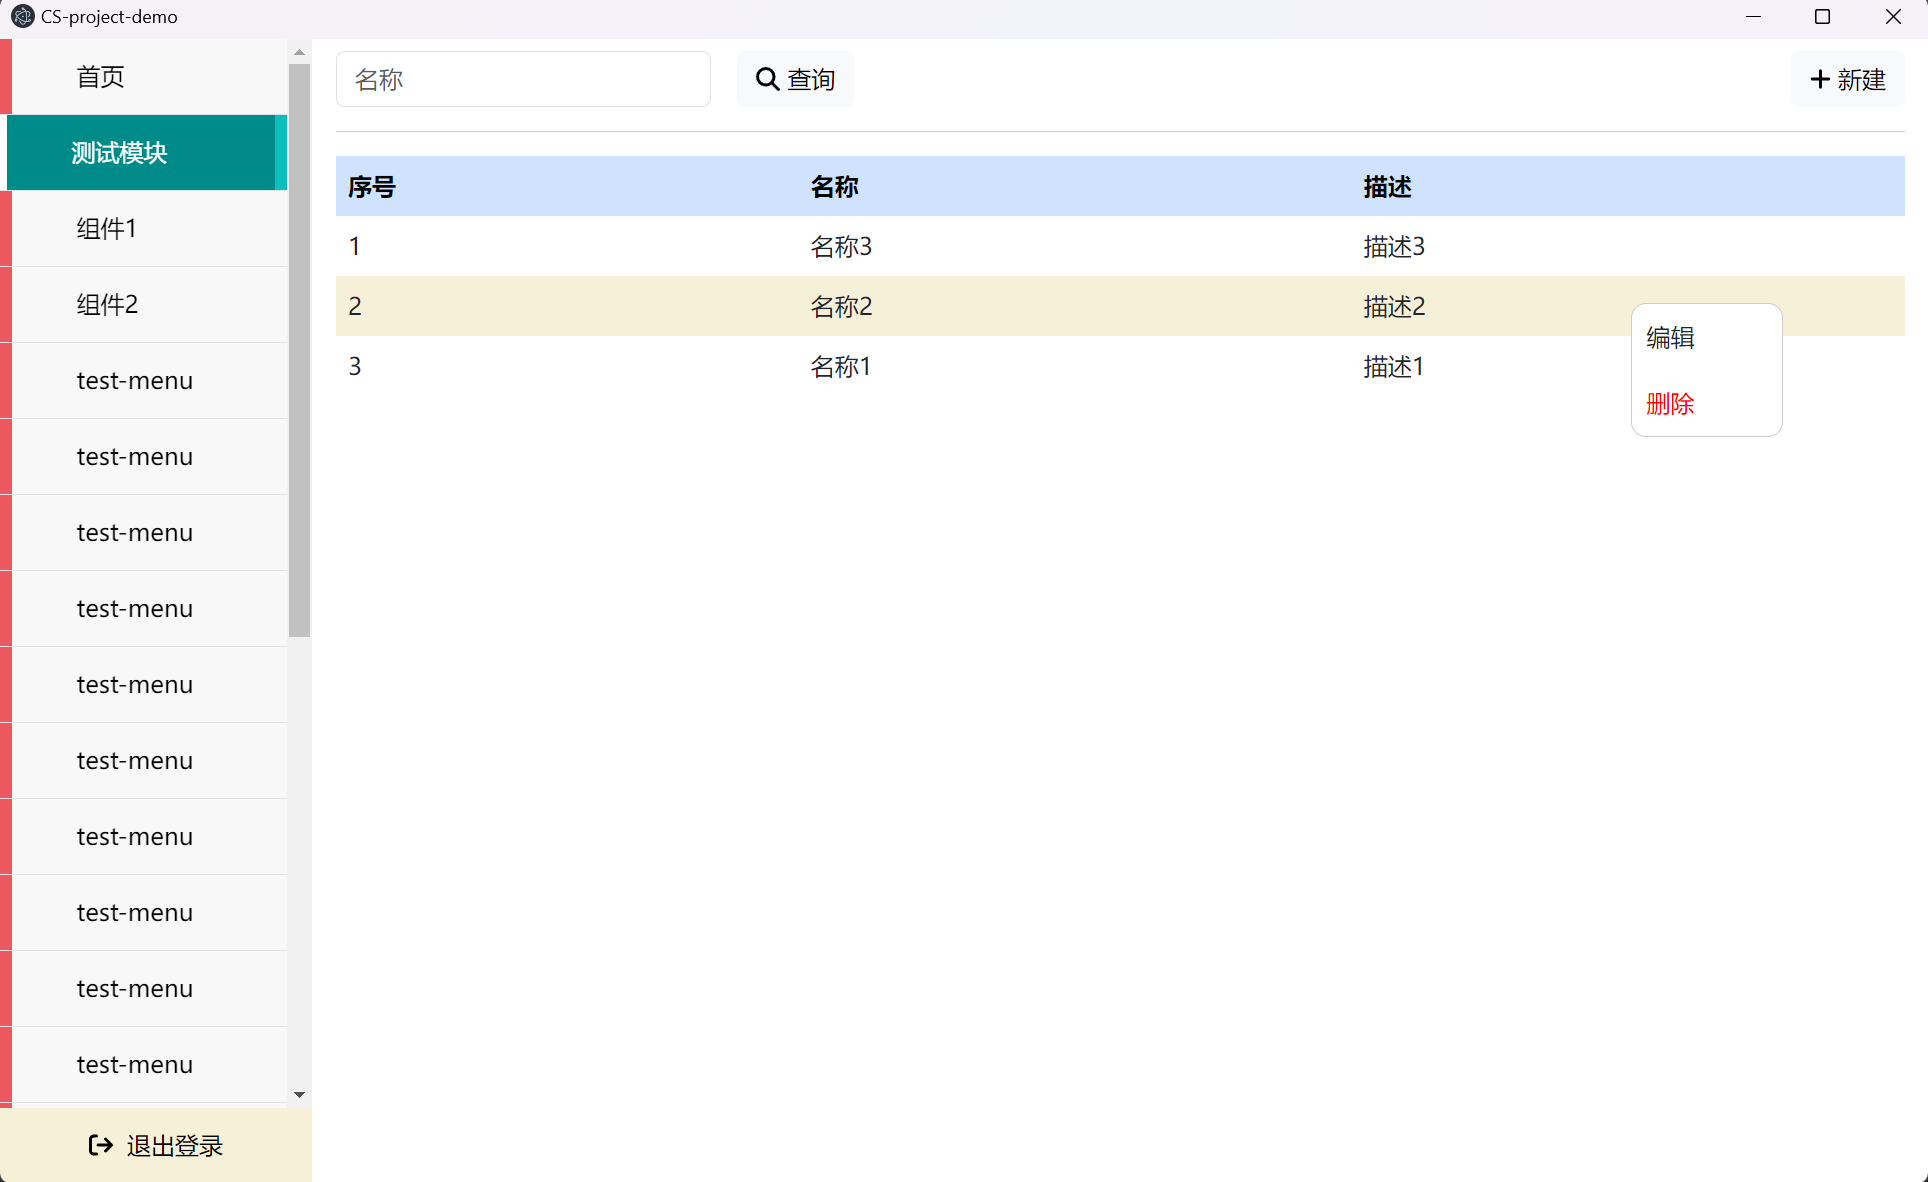 CS-project-demo
首页
测试模块
组件1
组件2
test-menu
test-menu
test-menu
test-menu
test-menu
test-menu
test-menu
test-menu
test-menu
test-menu
退出登录
名称 查询 新建
序号 名称 描述
1 名称3 描述3
2 名称2 描述2
3 名称1 描述1
编辑
删除